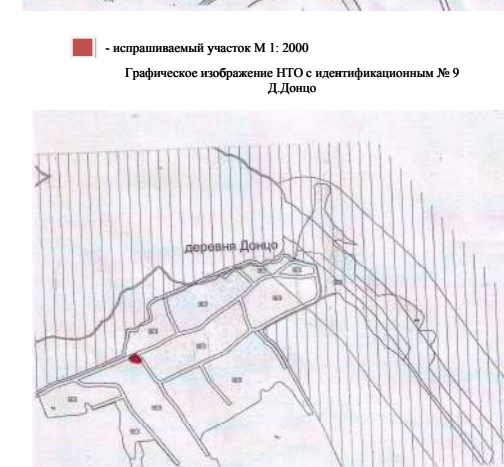 - испрашиваемый участок М 1: 2000
Графическое изображение НТО с идентификационным № 9
Д.Донцо
деревня Донцо